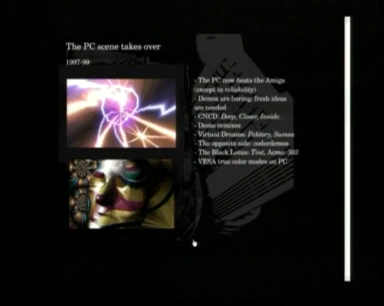 The PC scene takes over
1997-99
- The PC now beats the Amiga
(except in reliability)
- Demos are boring: fresh ideas
are needed
- CNCD: Deep, Closer, Inside.
- Demo remixes
- Virtual Dreams: Faktory, Sumea
- The opposite side: coderdemos
- The Black Lotus: Tint, Acme, 303
- VESA true color modes on PC